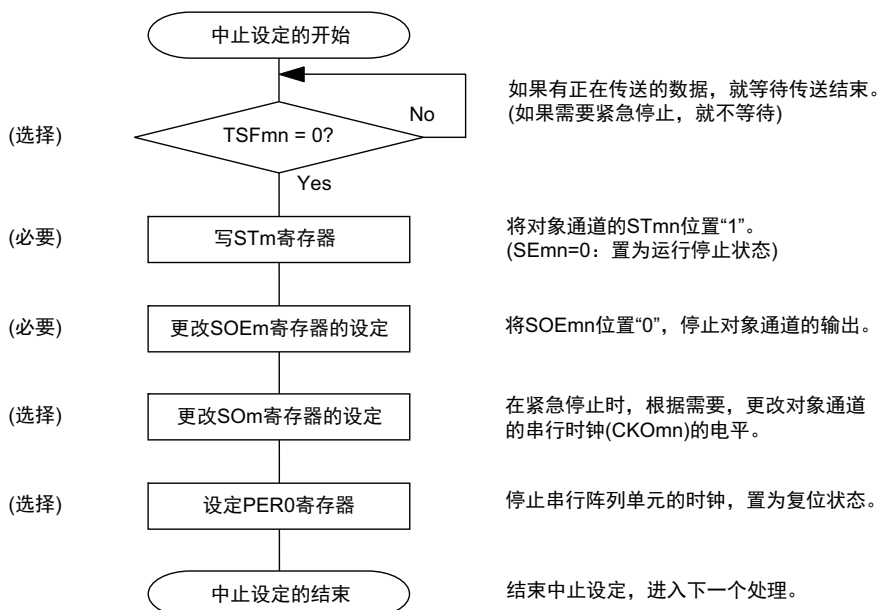 中止设定的开始
如果有正在传送的数据，就等待传送结束。
(如果需要紧急停止，就不等待)
No
(选择)
TSFmn = 0?
Yes
(必要)
写STm寄存器
将对象通道的STmn位置“1”。
(SEmn=0：置为运行停止状态)
(必要)
更改SOEm寄存器的设定
将SOEmn位置“0”，停止对象通道的输出。
(选择)
更改SOm寄存器的设定
在紧急停止时，根据需要，更改对象通道
的串行时钟(CKOmn)的电平。
(选择)
设定PER0寄存器
停止串行阵列单元的时钟，置为复位状态。
中止设定的结束
结束中止设定，进入下一个处理。